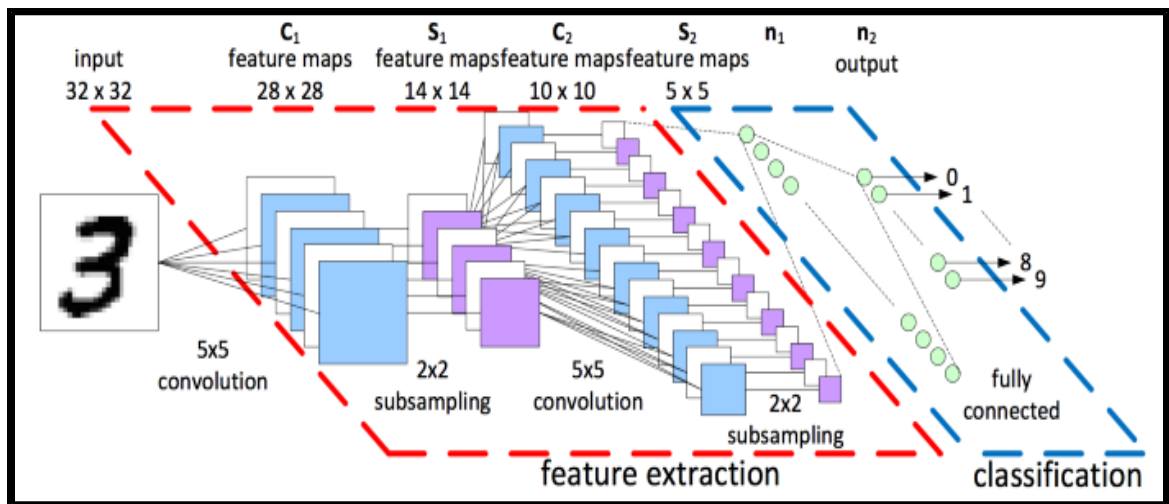 input
32 x 32
C1
feature maps
28 x 28
S1
feature maps
14 x 14
C2
feature maps
10 x 10
S2
feature maps
5 x 5
n1
n2
output
3
0
1
8
9
5x5
convolution
2x2
subsampling
5x5
convolution
2x2
subsampling
fully
connected
feature extraction
classification